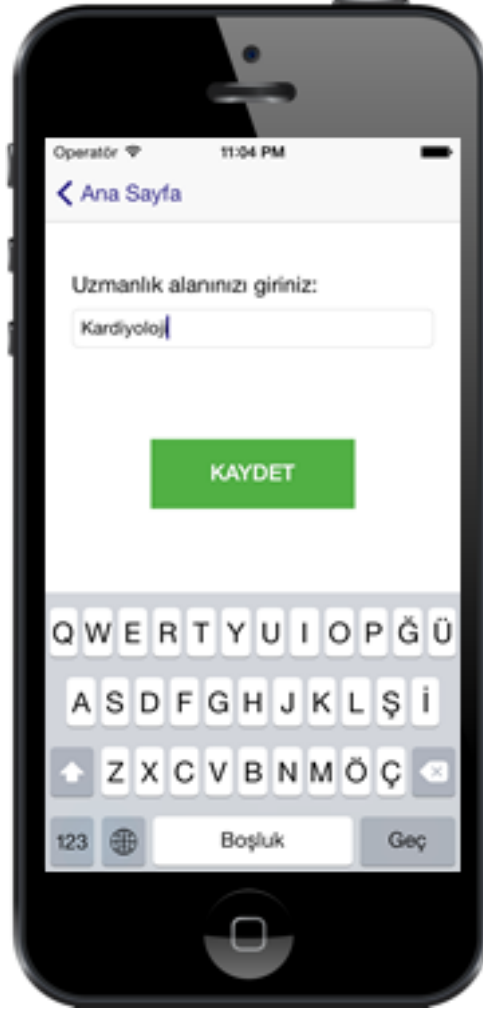 Operatör 11:04 PM
Ana Sayfa
Uzmanlık alanınızı giriniz:
Kardiyoloji
KAYDET
Q W E R T Y U I O P Ğ Ü
A S D F G H J K L Ş İ
Z X C V B N M Ö Ç
123 Boşluk Geç